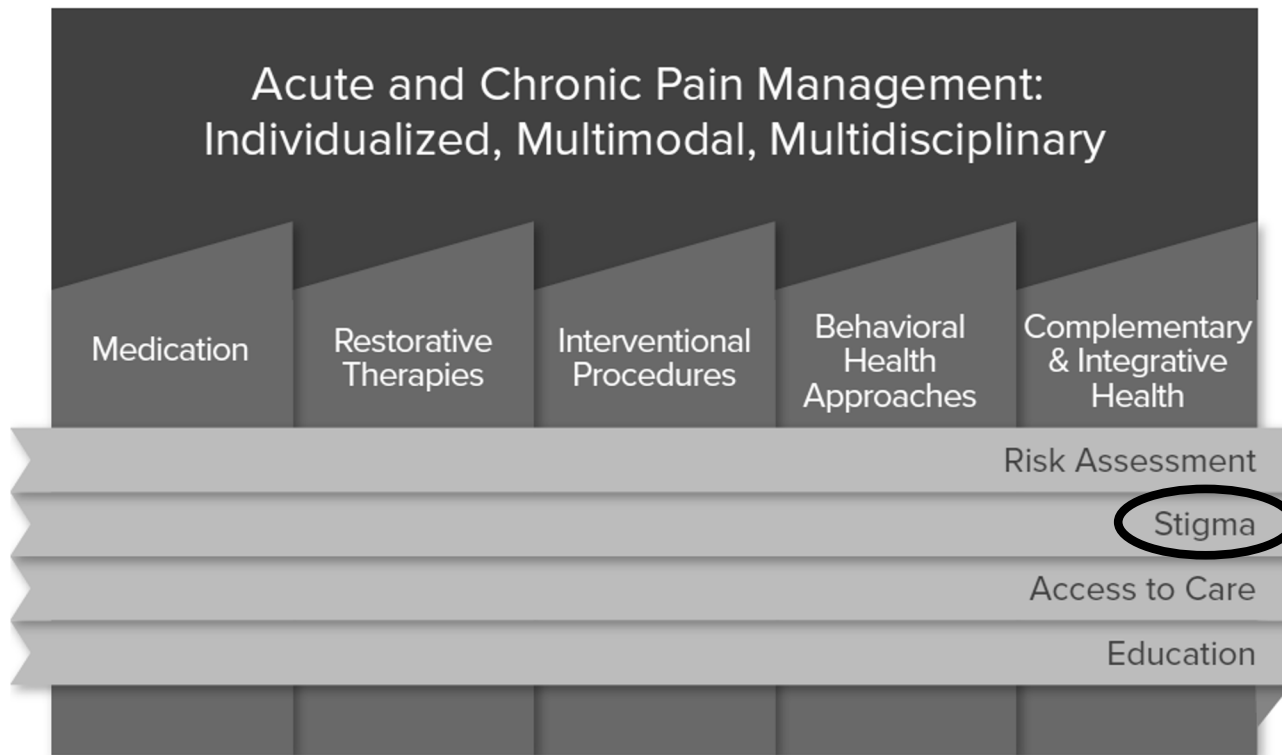 Acute and Chronic Pain Management:
Individualized, Multimodal, Multidisciplinary
Medication
Restorative
Therapies
Interventional
Procedures
Behavioral
Health
Approaches
Complementary
& Integrative
Health
Risk Assessment
Stigma
Access to Care
Education